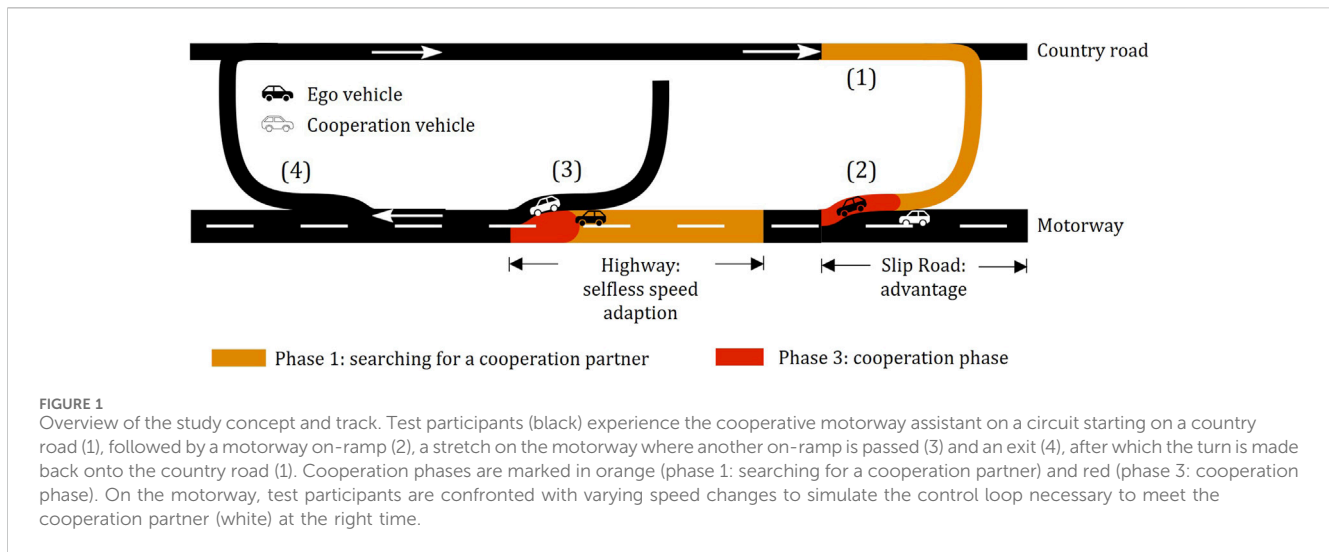 Country road
(1)
Ego vehicle
Cooperation vehicle
(4)
(3)
(2)
Motorway
Highway:
selfless speed
adaption
Slip Road:
advantage
Phase 1: searching for a cooperation partner
Phase 3: cooperation phase
FIGURE 1
Overview of the study concept and track. Test participants (black) experience the cooperative motorway assistant on a circuit starting on a country
road (1), followed by a motorway on-ramp (2), a stretch on the motorway where another on-ramp is passed (3) and an exit (4), after which the turn is made
back onto the country road (1). Cooperation phases are marked in orange (phase 1: searching for a cooperation partner) and red (phase 3: cooperation
phase). On the motorway, test participants are confronted with varying speed changes to simulate the control loop necessary to meet the
cooperation partner (white) at the right time.